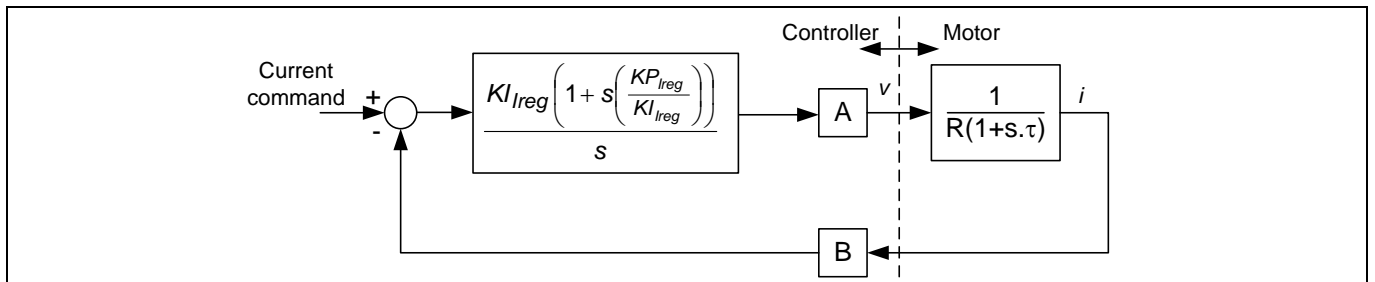 Controller Motor
Current
command
+
-
KI_Ireg (1 + s (KP_Ireg / KI_Ireg)) / s
A
v
1 / R(1+s.τ)
i
B